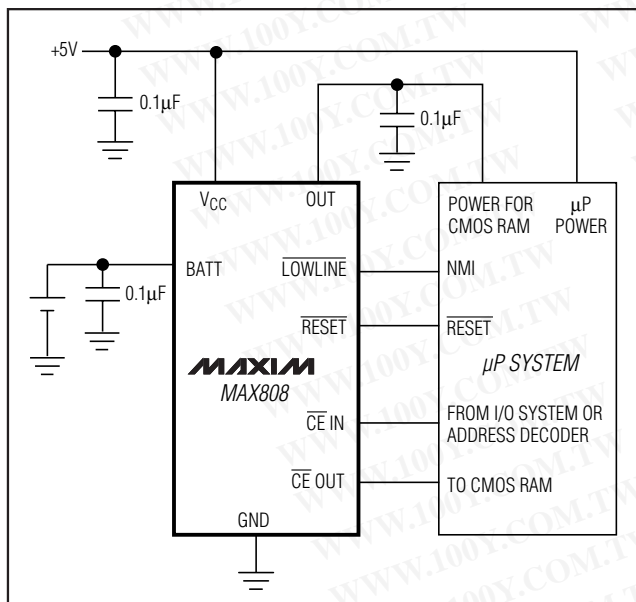 +5V
0.1μF
0.1μF
VCC
OUT
POWER FOR
CMOS RAM
μP
POWER
BATT
LOWLINE
NMI
0.1μF
RESET
RESET
MAXIM
MAX808
μP SYSTEM
CE IN
FROM I/O SYSTEM OR
ADDRESS DECODER
CE OUT
TO CMOS RAM
GND
WWW.100Y.COM.TW